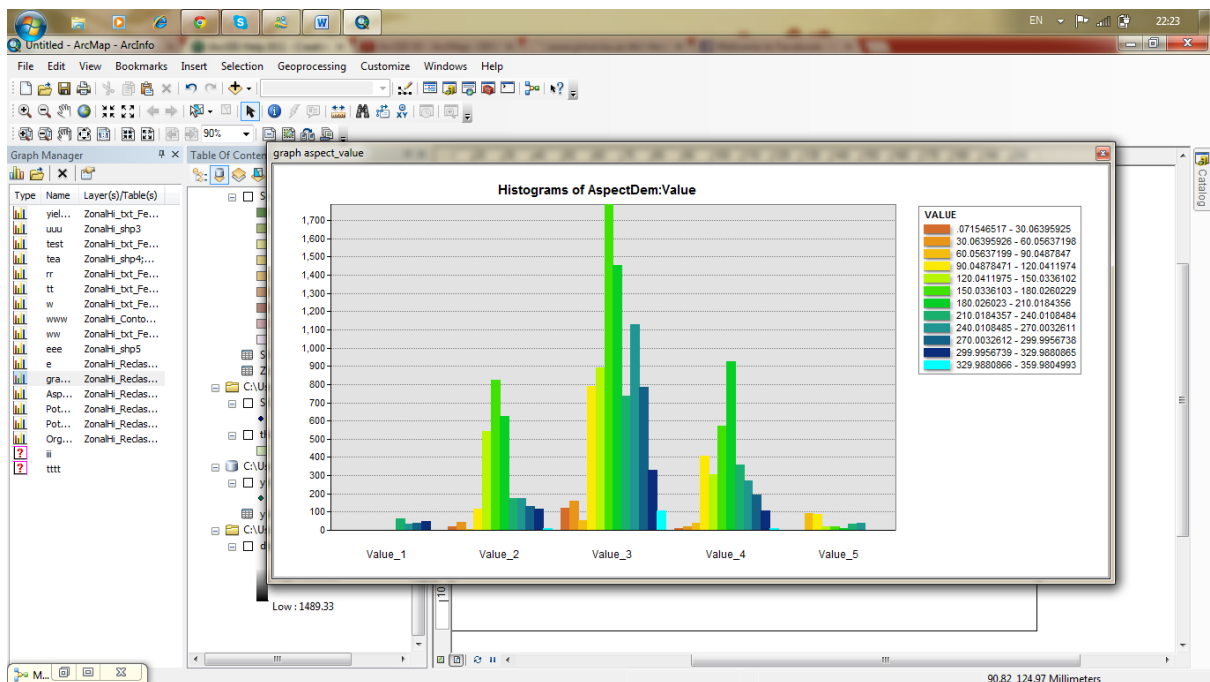 EN
22:23
Untitled - ArcMap - ArcInfo
File Edit View Bookmarks Insert Selection Geoprocessing Customize Windows Help
90%
Graph Manager
Table Of Conten
graph aspect_value
Type Name Layer(s)/Table(s)
yiel... ZonalHi_txt_Fe...
uuu ZonalHi_shp3
test ZonalHi_txt_Fe...
tea ZonalHi_shp4;...
rr ZonalHi_txt_Fe...
tt ZonalHi_txt_Fe...
w ZonalHi_txt_Fe...
www ZonalHi_Conto...
ww ZonalHi_txt_Fe...
eee ZonalHi_shp5
e ZonalHi_Reclas...
gra... ZonalHi_Reclas...
Asp... ZonalHi_Reclas...
Pot... ZonalHi_Reclas...
Pot... ZonalHi_Reclas...
Org... ZonalHi_Reclas...
iii
tttt
S
S
Z
C:\U
S
th
C:\U
y
y
C:\U
d
Low : 1489.33
Histograms of AspectDem:Value
1,700
1,600
1,500
1,400
1,300
1,200
1,100
1,000
900
800
700
600
500
400
300
200
100
0
Value_1 Value_2 Value_3 Value_4 Value_5
VALUE
.071546517 - 30.06395925
30.06395926 - 60.05637198
60.05637199 - 90.0487847
90.04878471 - 120.0411974
120.0411975 - 150.0336102
150.0336103 - 180.0260229
180.026023 - 210.0184356
210.0184357 - 240.0108484
240.0108485 - 270.0032611
270.0032612 - 299.9956738
299.9956739 - 329.9880865
329.9880866 - 359.9804993
Catalog
M...
90.82 124.97 Millimeters